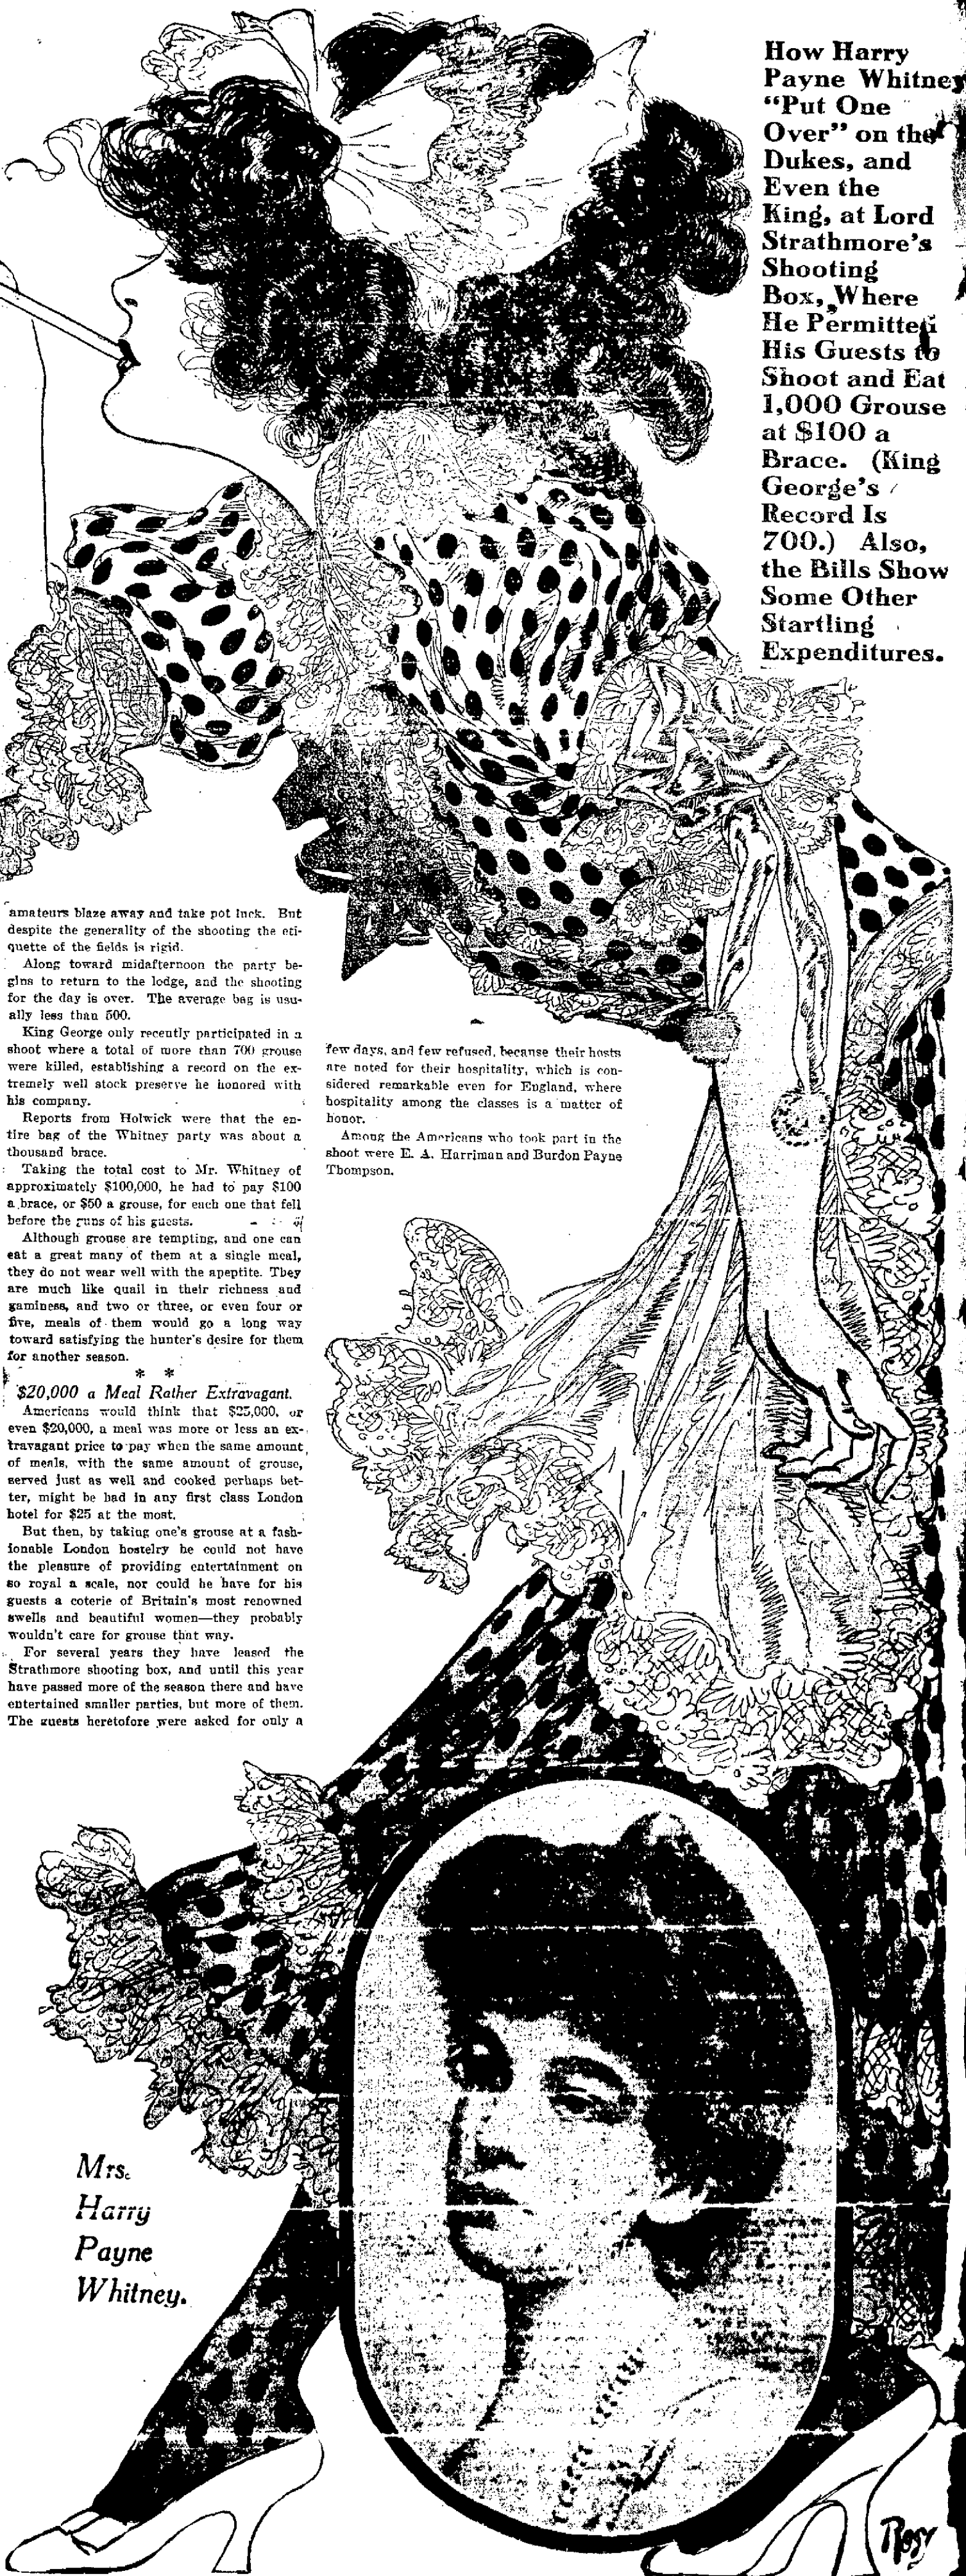 How Harry
Payne Whitney
“Put One
Over” on the
Dukes, and
Even the
King, at Lord
Strathmore’s
Shooting
Box, Where
He Permitted
His Guests to
Shoot and Eat
1,000 Grouse
at $100 a
Brace. (King
George’s
Record Is
700.) Also,
the Bills Show
Some Other
Startling
Expenditures.
amateurs blaze away and take pot luck. But
despite the generality of the shooting the eti-
quette of the fields is rigid.
Along toward midafternoon the party be-
gins to return to the lodge, and the shooting
for the day is over. The average bag is usu-
ally less than 500.
King George only recently participated in a
shoot where a total of more than 700 grouse
were killed, establishing a record on the ex-
tremely well stock preserve he honored with
his company.
Reports from Holwick were that the en-
tire bag of the Whitney party was about a
thousand brace.
Taking the total cost to Mr. Whitney of
approximately $100,000, he had to pay $100
a brace, or $50 a grouse, for each one that fell
before the guns of his guests.
Although grouse are tempting, and one can
eat a great many of them at a single meal,
they do not wear well with the apeptite. They
are much like quail in their richness and
gaminess, and two or three, or even four or
five, meals of them would go a long way
toward satisfying the hunter’s desire for them
for another season.
* *
$20,000 a Meal Rather Extravagant.
Americans would think that $25,000, or
even $20,000, a meal was more or less an ex-
travagant price to pay when the same amount
of meals, with the same amount of grouse,
served just as well and cooked perhaps bet-
ter, might be had in any first class London
hotel for $25 at the most.
But then, by taking one’s grouse at a fash-
ionable London hostelry he could not have
the pleasure of providing entertainment on
so royal a scale, nor could he have for his
guests a coterie of Britain’s most renowned
swells and beautiful women—they probably
wouldn’t care for grouse that way.
For several years they have leased the
Strathmore shooting box, and until this year
have passed more of the season there and have
entertained smaller parties, but more of them.
The guests heretofore were asked for only a
few days, and few refused, because their hosts
are noted for their hospitality, which is con-
sidered remarkable even for England, where
hospitality among the classes is a matter of
honor.
Among the Americans who took part in the
shoot were E. A. Harriman and Burdon Payne
Thompson.
Mrs.
Harry
Payne
Whitney.